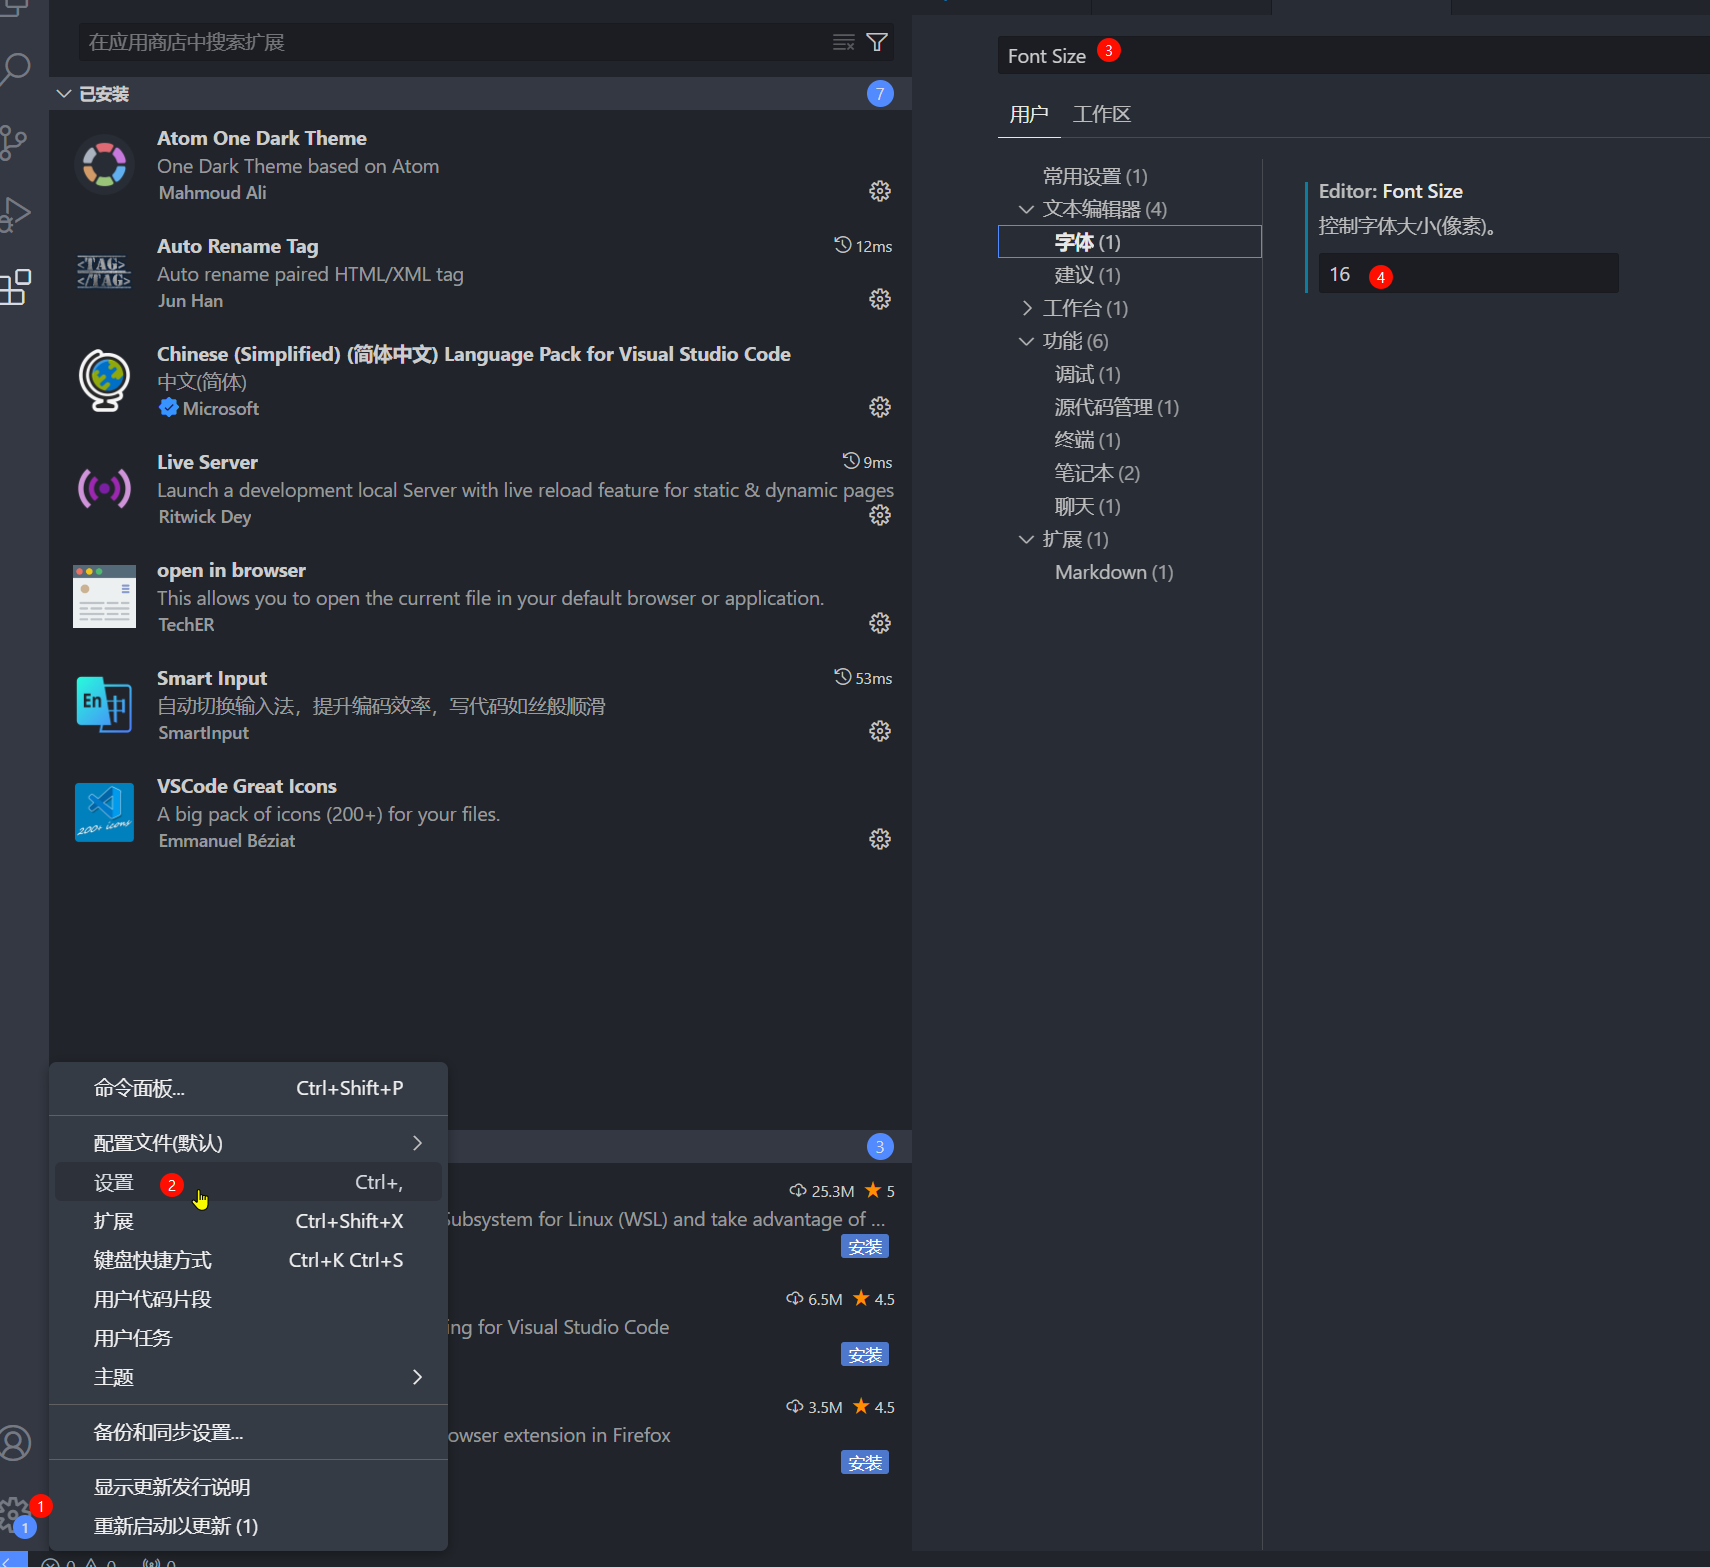 在应用商店中搜索扩展
已安装
7
Atom One Dark Theme
One Dark Theme based on Atom
Mahmoud Ali
Auto Rename Tag
12ms
Auto rename paired HTML/XML tag
Jun Han
Chinese (Simplified) (简体中文) Language Pack for Visual Studio Code
中文(简体)
Microsoft
Live Server
9ms
Launch a development local Server with live reload feature for static & dynamic pages
Ritwick Dey
open in browser
This allows you to open the current file in your default browser or application.
TechER
Smart Input
53ms
自动切换输入法，提升编码效率，写代码如丝般顺滑
SmartInput
VSCode Great Icons
A big pack of icons (200+) for your files.
Emmanuel Béziat
<TAG>
</TAG>
En 中
200+ icons
3
25.3M 5
Subsystem for Linux (WSL) and take advantage of ...
安装
6.5M 4.5
ing for Visual Studio Code
安装
3.5M 4.5
owser extension in Firefox
安装
命令面板... Ctrl+Shift+P
配置文件(默认)
设置 2 Ctrl+,
扩展 Ctrl+Shift+X
键盘快捷方式 Ctrl+K Ctrl+S
用户代码片段
用户任务
主题
备份和同步设置...
显示更新发行说明
重新启动以更新 (1)
1
1
0 0 0
Font Size 3
用户 工作区
常用设置 (1)
文本编辑器 (4)
字体 (1)
建议 (1)
工作台 (1)
功能 (6)
调试 (1)
源代码管理 (1)
终端 (1)
笔记本 (2)
聊天 (1)
扩展 (1)
Markdown (1)
Editor: Font Size
控制字体大小(像素)。
16 4